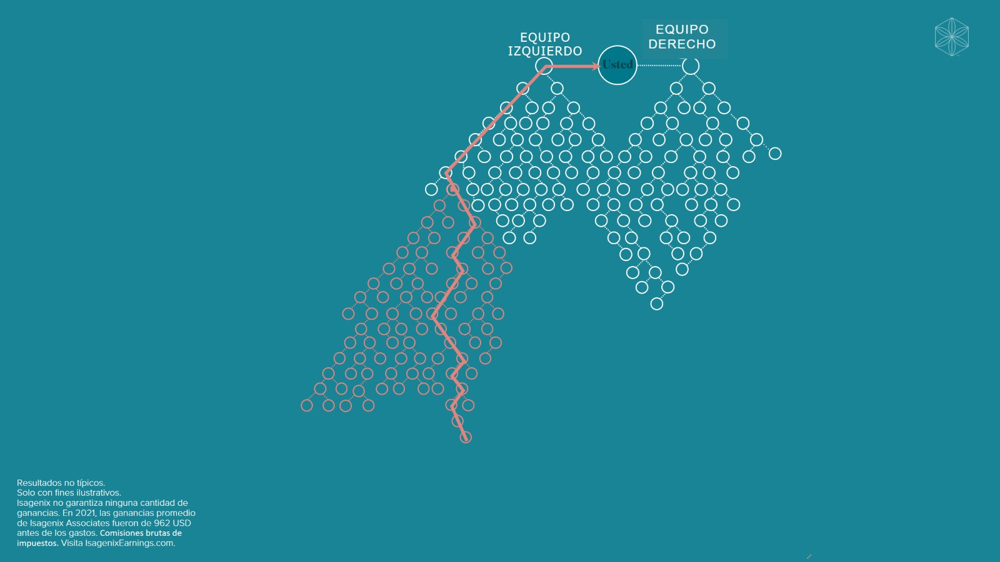 EQUIPO
IZQUIERDO
Usted
EQUIPO
DERECHO
Resultados no típicos.
Solo con fines ilustrativos.
Isagenix no garantiza ninguna cantidad de
ganancias. En 2021, las ganancias promedio
de Isagenix Associates fueron de 962 USD
antes de los gastos. Comisiones brutas de
impuestos. Visita IsagenixEarnings.com.